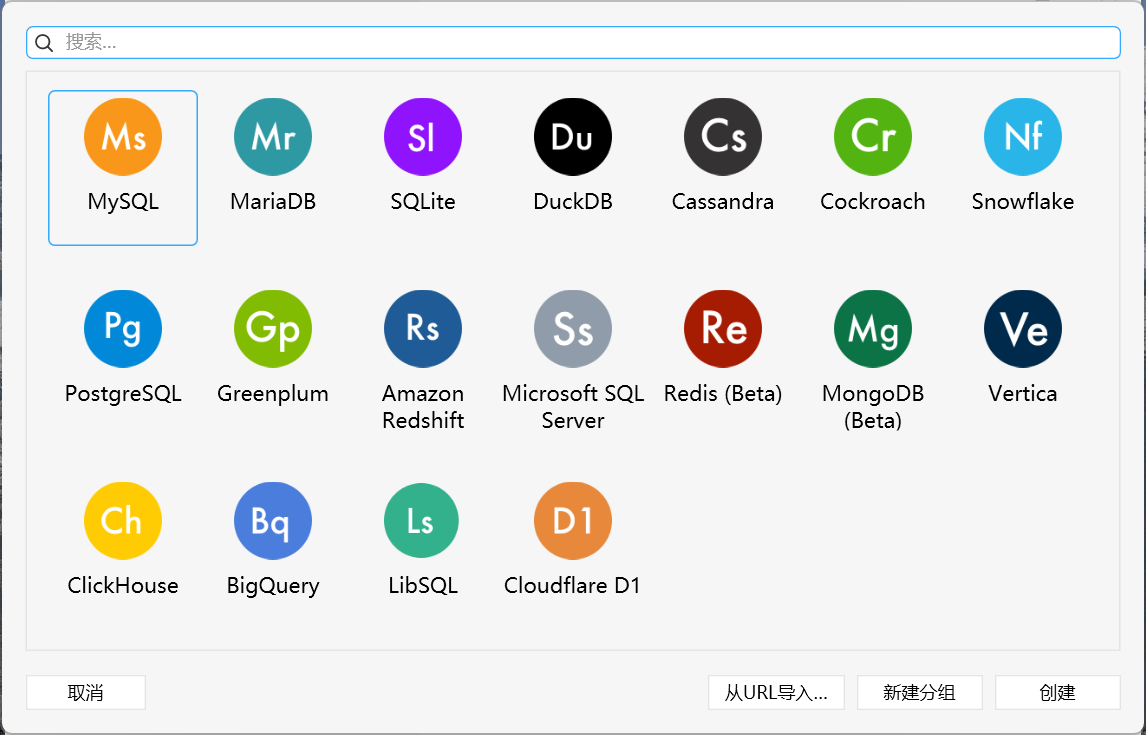 搜索...
Ms Mr Sl Du Cs Cr Nf
MySQL MariaDB SQLite DuckDB Cassandra Cockroach Snowflake
Pg Gp Rs Ss Re Mg Ve
PostgreSQL Greenplum Amazon Redshift Microsoft SQL Server Redis (Beta) MongoDB (Beta) Vertica
Ch Bq Ls D1
ClickHouse BigQuery LibSQL Cloudflare D1
取消 从URL导入... 新建分组 创建